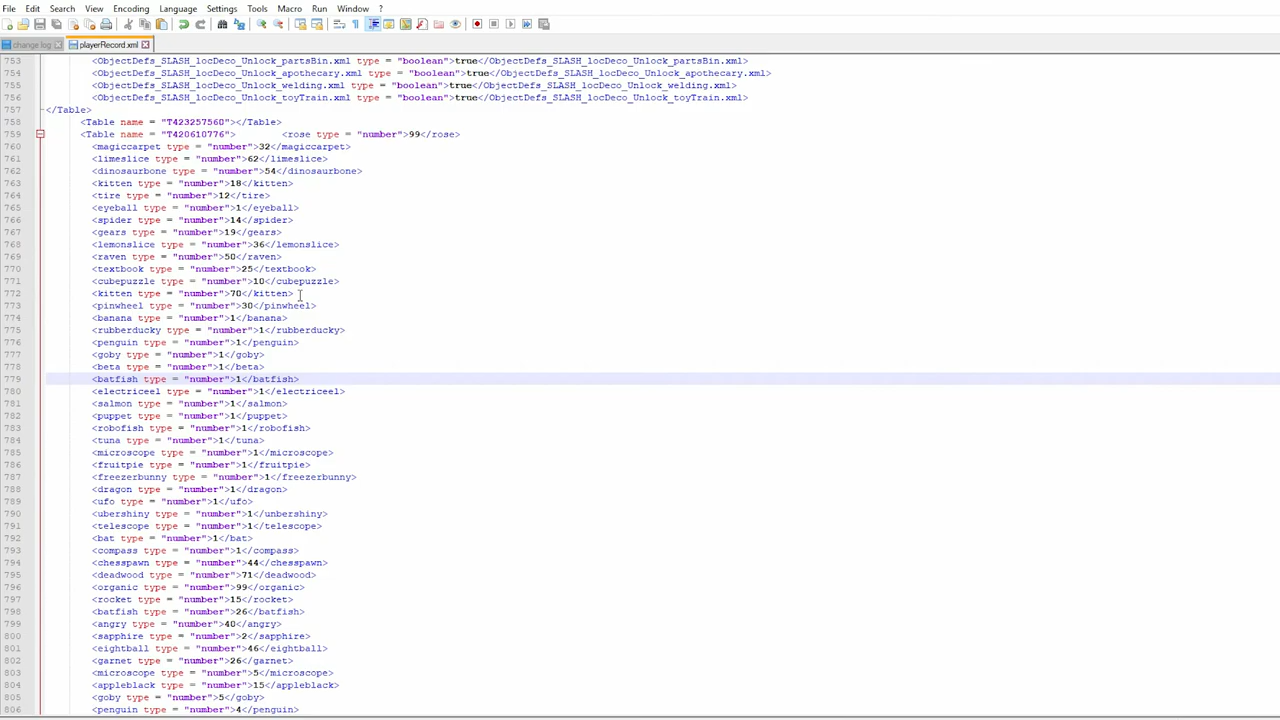 File Edit Search View Encoding Language Settings Tools Macro Run Window ?
change log playerRecord.xml
753 <ObjectDefs_SLASH_locDeco_Unlock_partsBin.xml type = "boolean">true</ObjectDefs_SLASH_locDeco_Unlock_partsBin.xml>
754 <ObjectDefs_SLASH_locDeco_Unlock_apothecary.xml type = "boolean">true</ObjectDefs_SLASH_locDeco_Unlock_apothecary.xml>
755 <ObjectDefs_SLASH_locDeco_Unlock_welding.xml type = "boolean">true</ObjectDefs_SLASH_locDeco_Unlock_welding.xml>
756 <ObjectDefs_SLASH_locDeco_Unlock_toyTrain.xml type = "boolean">true</ObjectDefs_SLASH_locDeco_Unlock_toyTrain.xml>
757 </Table>
758 <Table name = "T423257560"></Table>
759 <Table name = "T420610776"> <rose type = "number">99</rose>
760 <magiccarpet type = "number">32</magiccarpet>
761 <limeslice type = "number">62</limeslice>
762 <dinosaurbone type = "number">54</dinosaurbone>
763 <kitten type = "number">18</kitten>
764 <tire type = "number">12</tire>
765 <eyeball type = "number">1</eyeball>
766 <spider type = "number">14</spider>
767 <gears type = "number">19</gears>
768 <lemonslice type = "number">36</lemonslice>
769 <raven type = "number">50</raven>
770 <textbook type = "number">25</textbook>
771 <cubepuzzle type = "number">10</cubepuzzle>
772 <kitten type = "number">70</kitten>
773 <pinwheel type = "number">30</pinwheel>
774 <banana type = "number">1</banana>
775 <rubberducky type = "number">1</rubberducky>
776 <penguin type = "number">1</penguin>
777 <goby type = "number">1</goby>
778 <beta type = "number">1</beta>
779 <batfish type = "number">1</batfish>
780 <electriceel type = "number">1</electriceel>
781 <salmon type = "number">1</salmon>
782 <puppet type = "number">1</puppet>
783 <robofish type = "number">1</robofish>
784 <tuna type = "number">1</tuna>
785 <microscope type = "number">1</microscope>
786 <fruitpie type = "number">1</fruitpie>
787 <freezerbunny type = "number">1</freezerbunny>
788 <dragon type = "number">1</dragon>
789 <ufo type = "number">1</ufo>
790 <ubershiny type = "number">1</unbershiny>
791 <telescope type = "number">1</telescope>
792 <bat type = "number">1</bat>
793 <compass type = "number">1</compass>
794 <chesspawn type = "number">44</chesspawn>
795 <deadwood type = "number">71</deadwood>
796 <organic type = "number">99</organic>
797 <rocket type = "number">15</rocket>
798 <batfish type = "number">26</batfish>
799 <angry type = "number">40</angry>
800 <sapphire type = "number">2</sapphire>
801 <eightball type = "number">46</eightball>
802 <garnet type = "number">26</garnet>
803 <microscope type = "number">5</microscope>
804 <appleblack type = "number">15</appleblack>
805 <goby type = "number">5</goby>
806 <penguin type = "number">4</penguin>